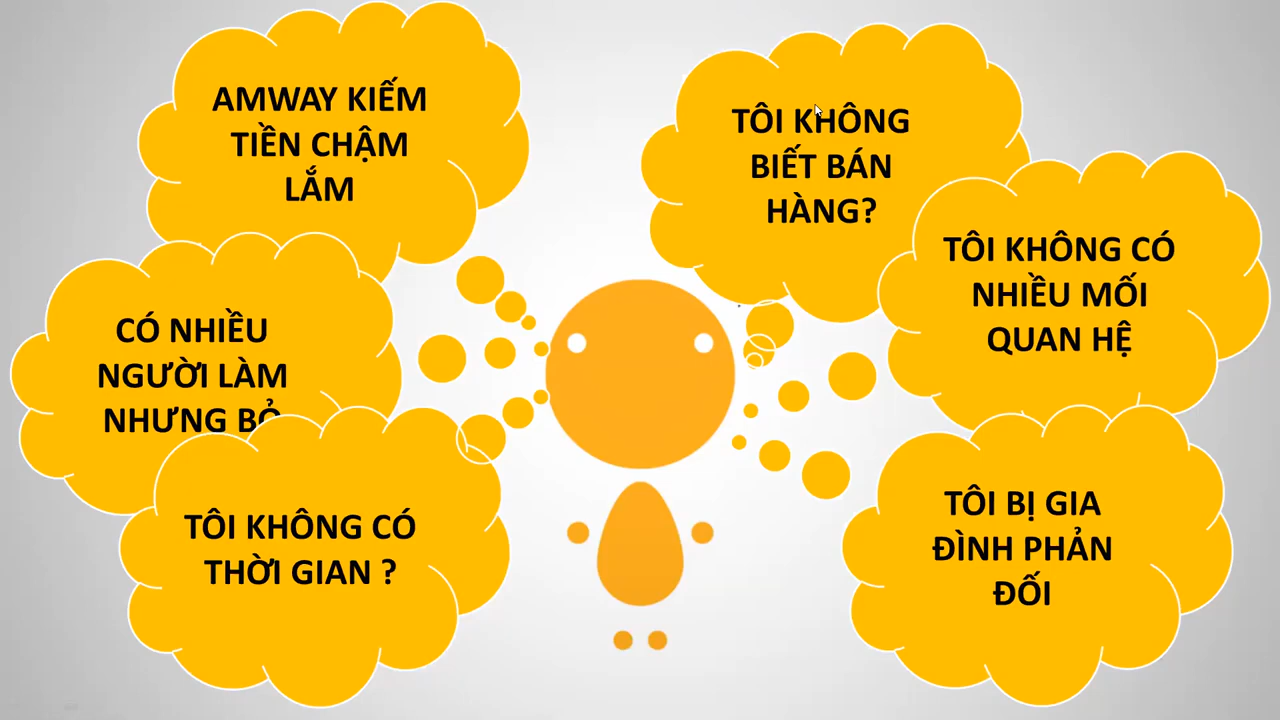 AMWAY KIẾM
TIỀN CHẬM
LẮM
TÔI KHÔNG
BIẾT BÁN
HÀNG?
TÔI KHÔNG CÓ
NHIỀU MỐI
QUAN HỆ
CÓ NHIỀU
NGƯỜI LÀM
NHƯNG BỎ
TÔI KHÔNG CÓ
THỜI GIAN ?
TÔI BỊ GIA
ĐÌNH PHẢN
ĐỐI